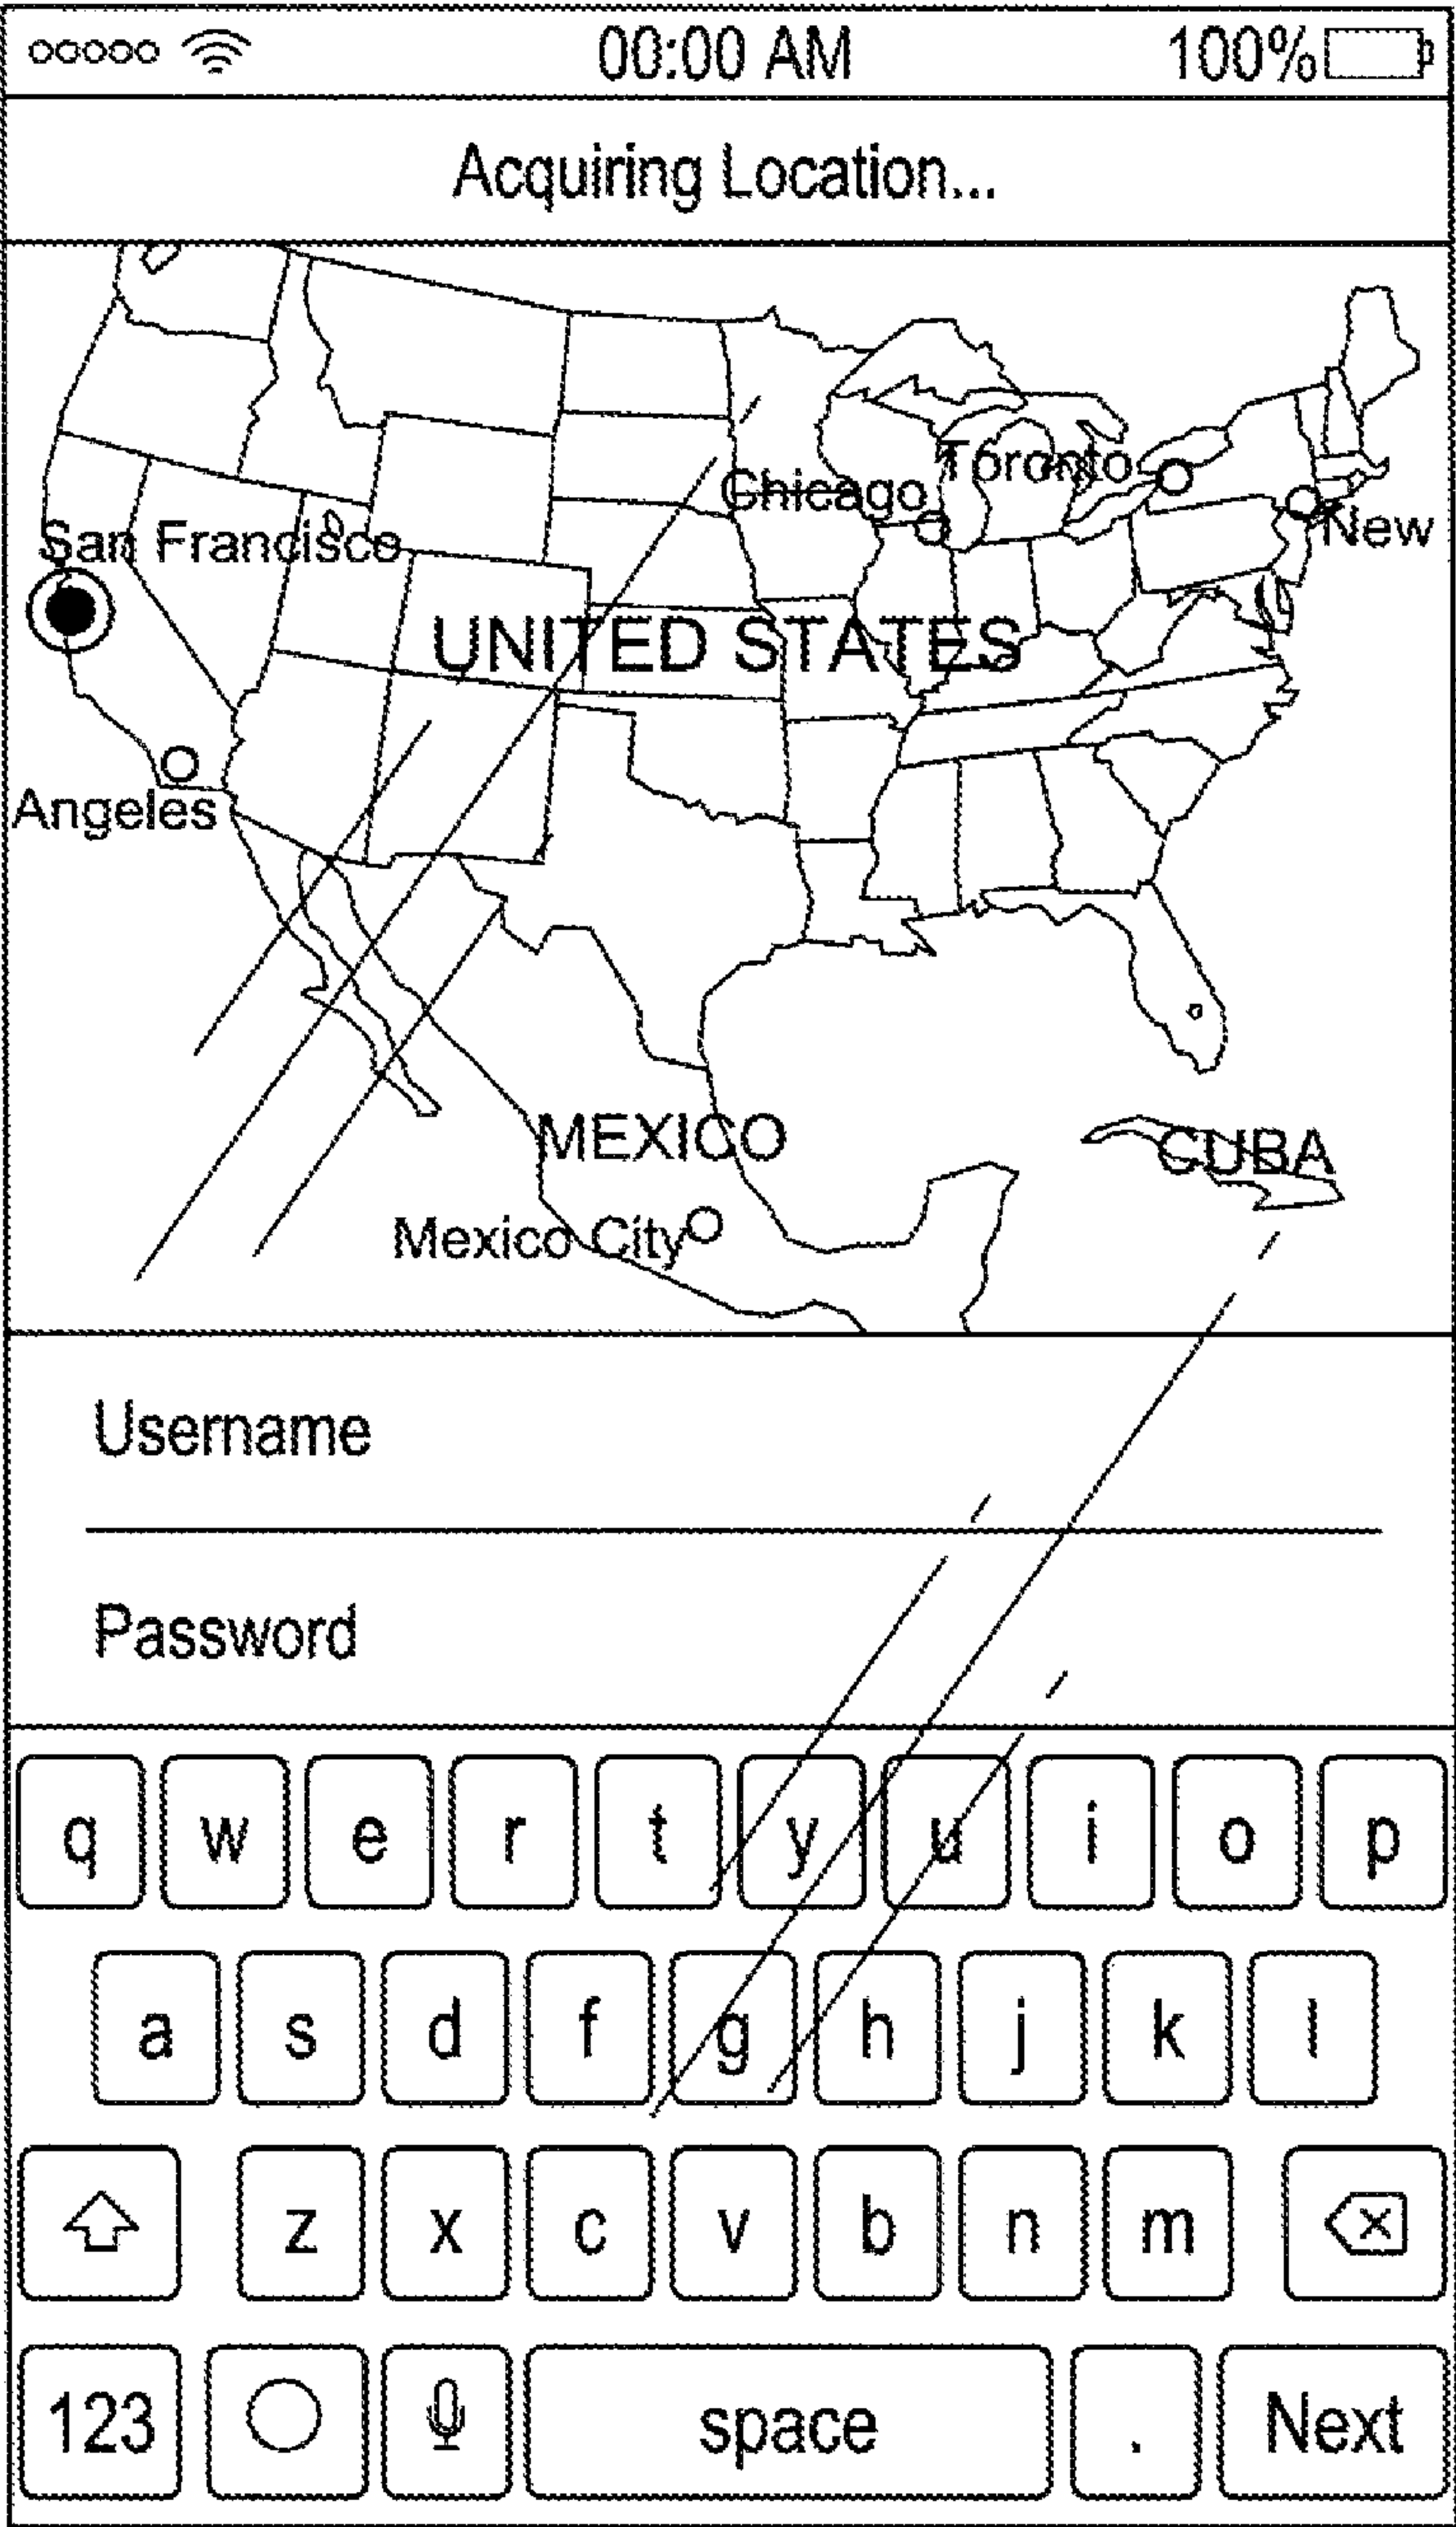 00:00 AM 100%
Acquiring Location...
Toronto
Chicago
New
San Francisco
UNITED STATES
Angeles
MEXICO
CUBA
Mexico City
Username
Password
q w e r t y u i o p
a s d f g h j k l
z x c v b n m
123 space . Next